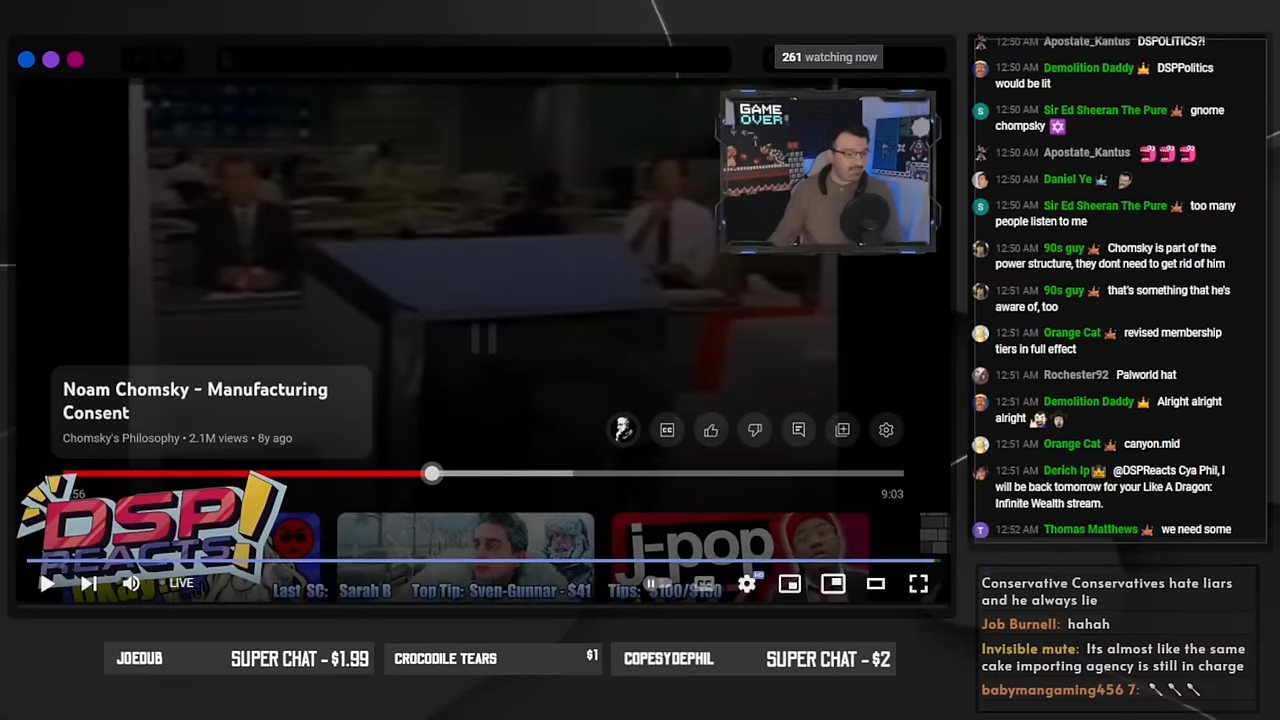 261 watching now
GAME
OVER
Noam Chomsky - Manufacturing
Consent
Chomsky's Philosophy • 2.1M views • 8y ago
CC
:56
9:03
DSP!
REACTS
j-pop
LIVE
HD
Last SC: Sarah B Top Tip: Sven-Gunnar - $41 Tips: $100/$150
JOEDUB SUPER CHAT - $1.99
CROCODILE TEARS $1
COPESYDEPHIL SUPER CHAT - $2
12:50 AM Apostate_Kantus DSPOLITICS?!
12:50 AM Demolition Daddy DSPPolitics
would be lit
S 12:50 AM Sir Ed Sheeran The Pure gnome
chompsky
12:50 AM Apostate_Kantus
12:50 AM Daniel Ye
S 12:50 AM Sir Ed Sheeran The Pure too many
people listen to me
12:50 AM 90s guy Chomsky is part of the
power structure, they dont need to get rid of him
12:51 AM 90s guy that's something that he's
aware of, too
12:51 AM Orange Cat revised membership
tiers in full effect
12:51 AM Rochester92 Palworld hat
12:51 AM Demolition Daddy Alright alright
alright
12:51 AM Orange Cat canyon.mid
12:51 AM Derich Ip @DSPReacts Cya Phil, I
will be back tomorrow for your Like A Dragon:
Infinite Wealth stream.
T 12:52 AM Thomas Matthews we need some
Conservative Conservatives hate liars
and he always lie
Job Burnell: hahah
Invisible mute: Its almost like the same
cake importing agency is still in charge
babymangaming456 7: